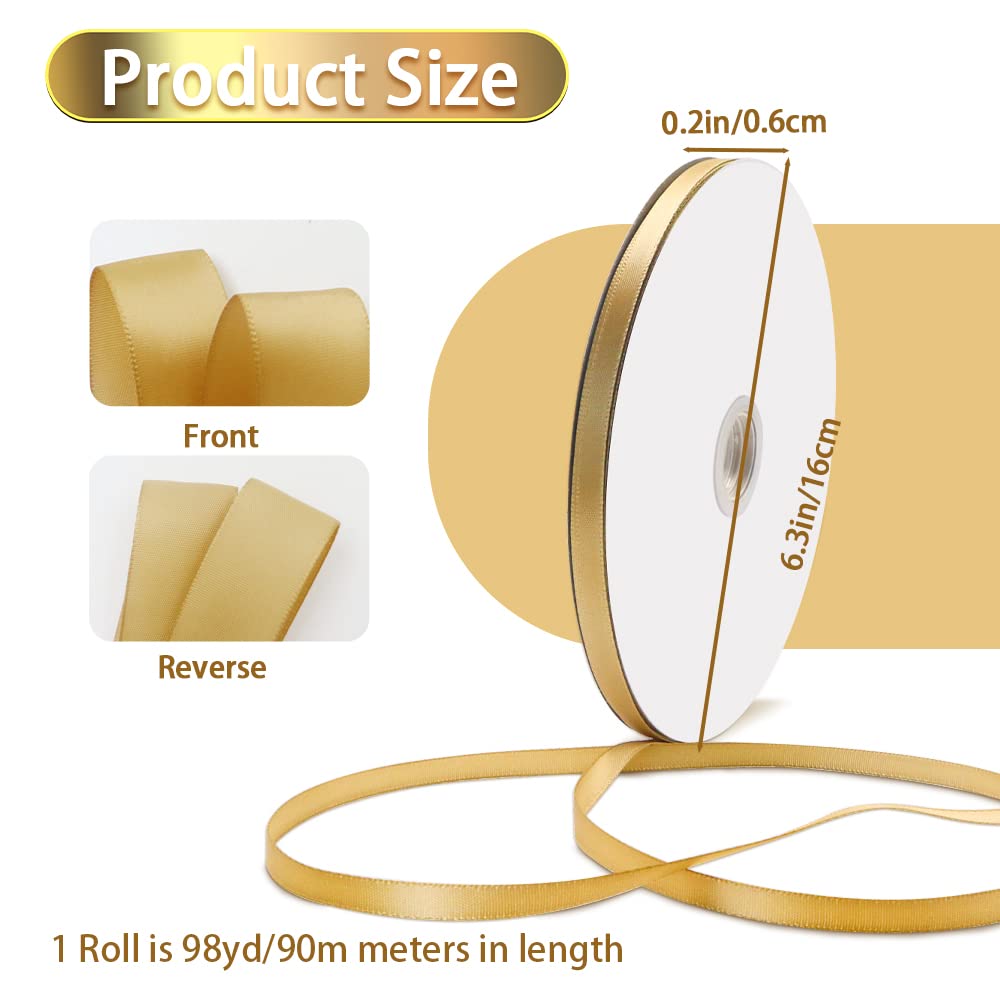 Product Size
0.2in/0.6cm
6.3in/16cm
Front
Reverse
1 Roll is 98yd/90m meters in length